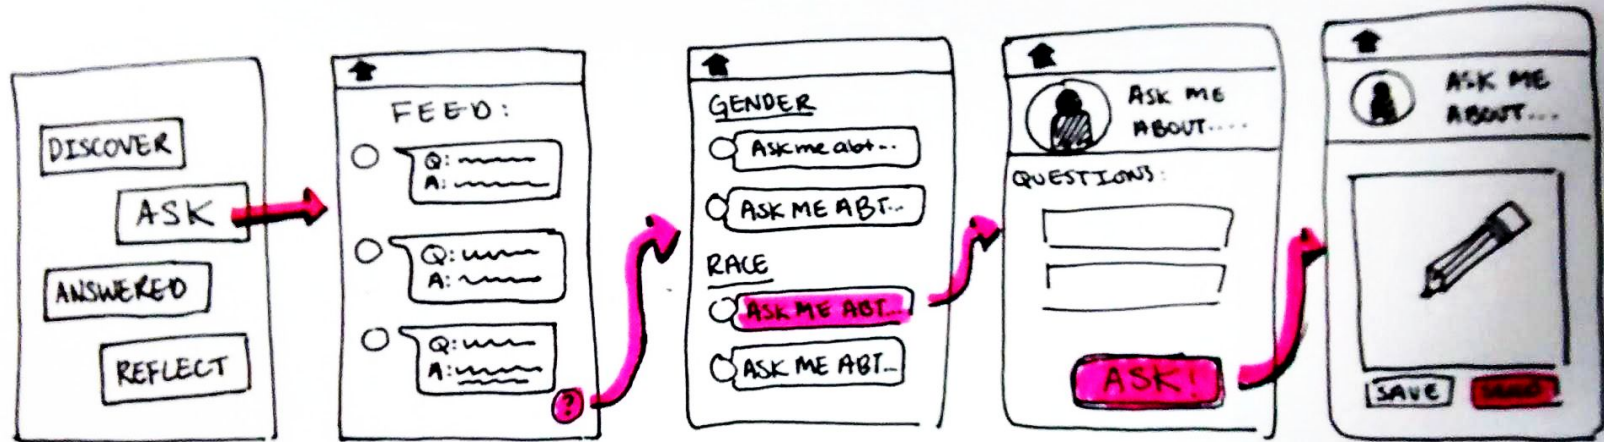 DISCOVER
ASK
ANSWERED
REFLECT
FEED:
Q:
A:
Q:
A:
Q:
A:
?
GENDER
Ask me abt...
ASK ME ABT...
RACE
ASK ME ABT...
ASK ME ABT...
ASK ME
ABOUT....
QUESTIONS:
ASK!
ASK ME
ABOUT....
SAVE
SEND